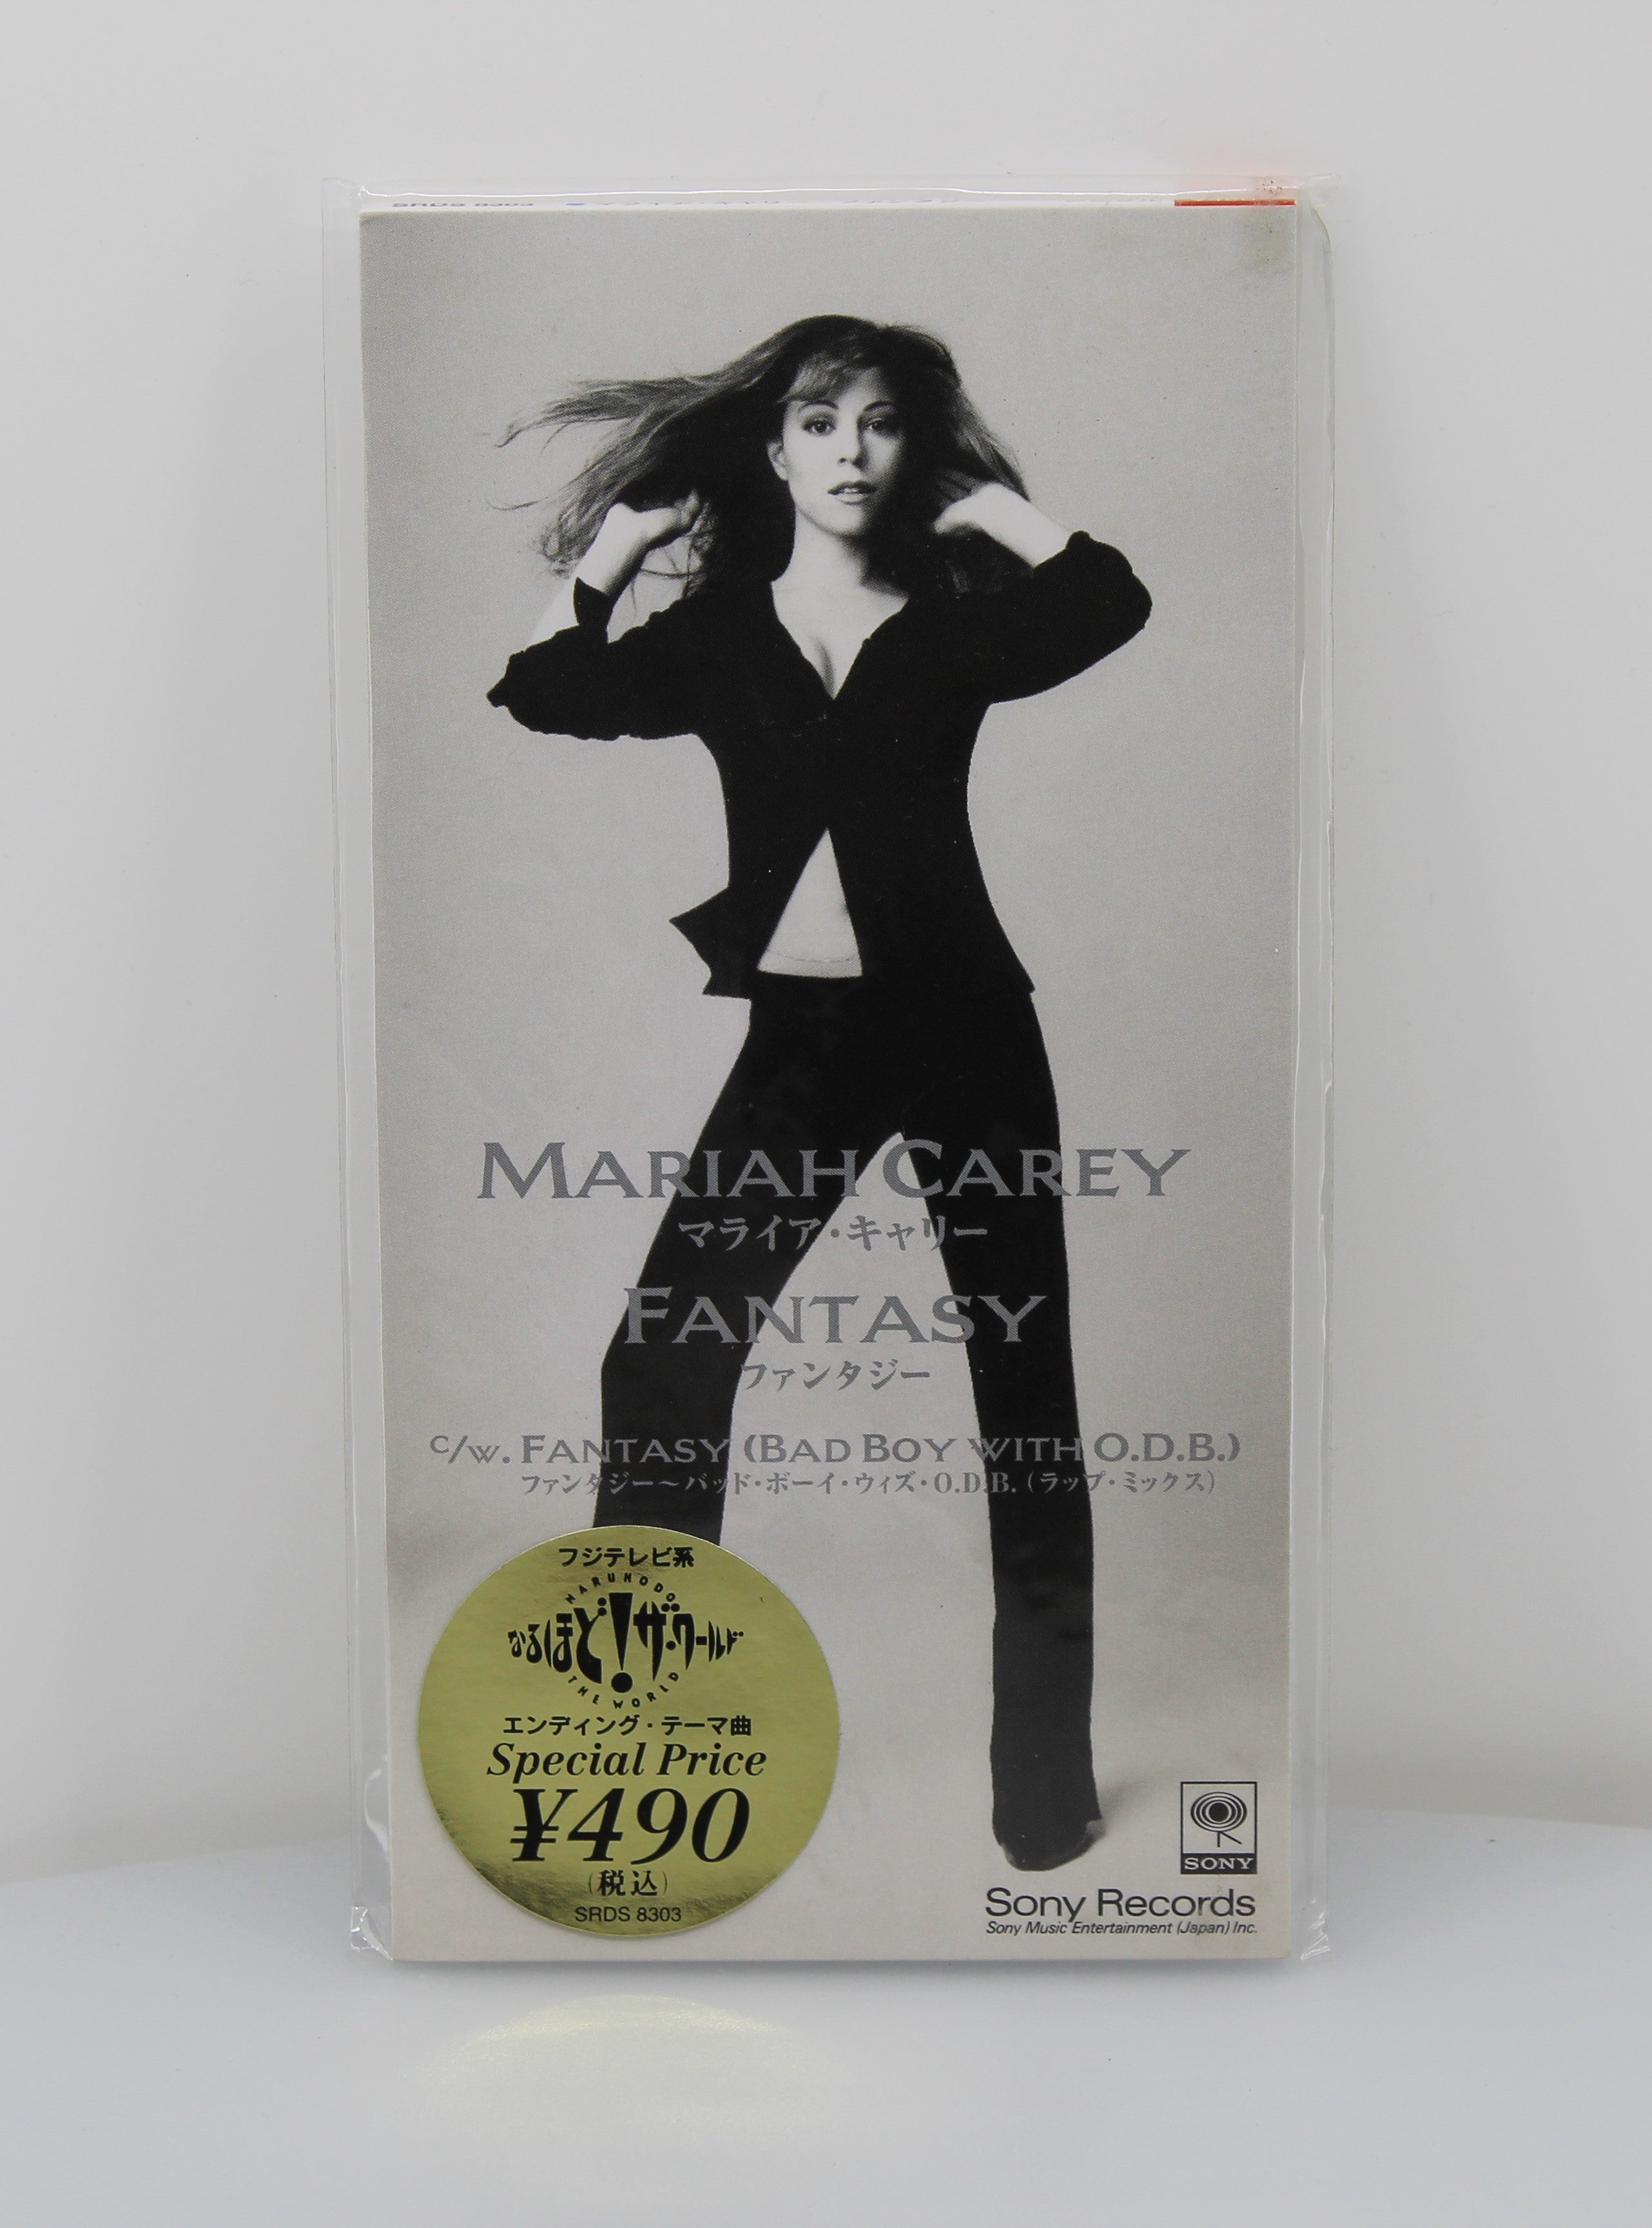 SRDS 8303
MARIAH CAREY
マライア・キャリー
FANTASY
ファンタジー
c/w. FANTASY (BAD BOY WITH O.D.B.)
ファンタジー～バッド・ボーイ・ウィズ・O.D.B. (ラップ・ミックス)
フジテレビ系
NARUHODO
なるほど!ザ・ワールド
THE WORLD
エンディング・テーマ曲
Special Price
¥490
(税込)
SRDS 8303
SONY
Sony Records
Sony Music Entertainment (Japan) Inc.